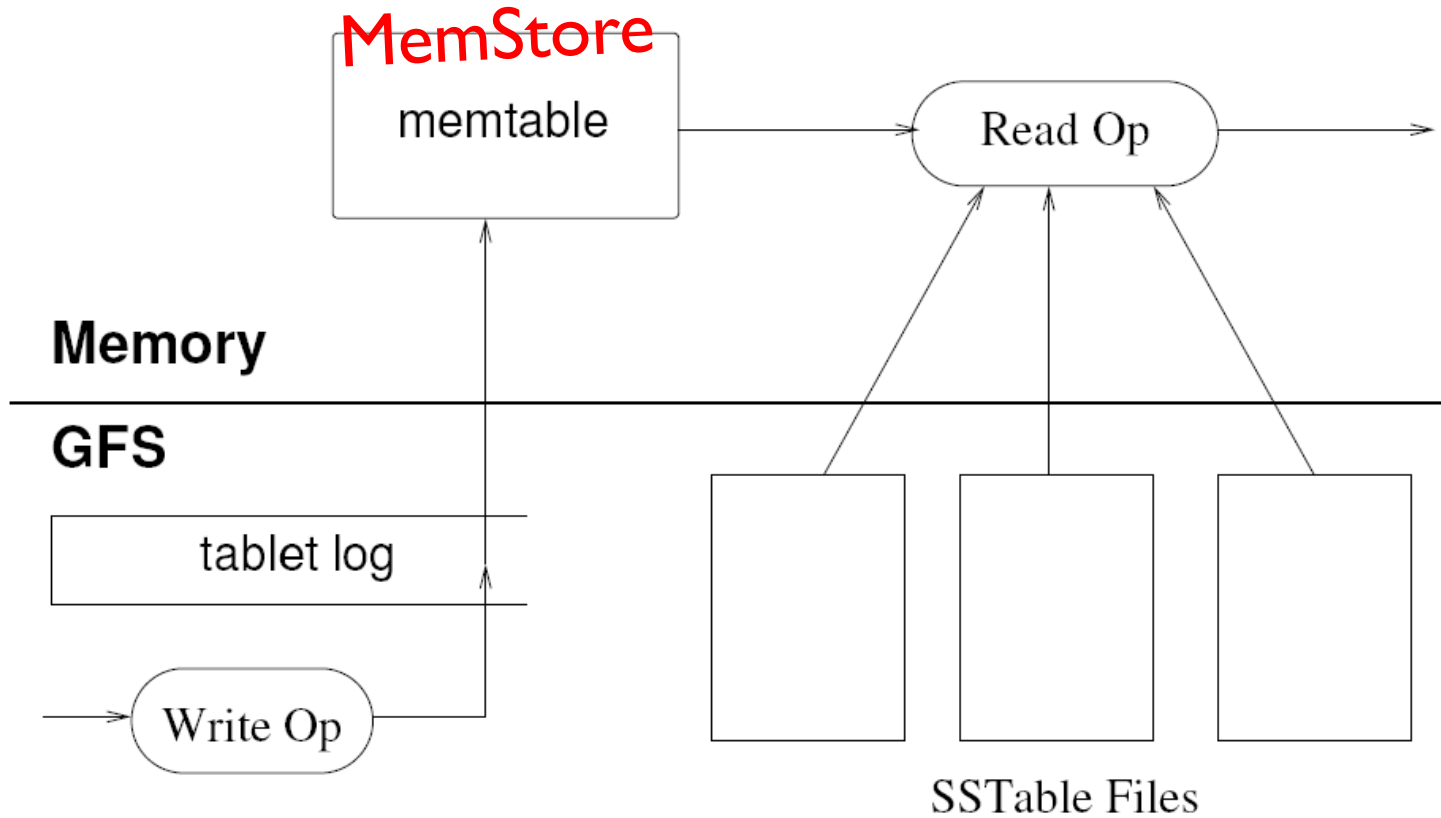 MemStore
memtable
Read Op
Memory
GFS
tablet log
Write Op
SSTable Files